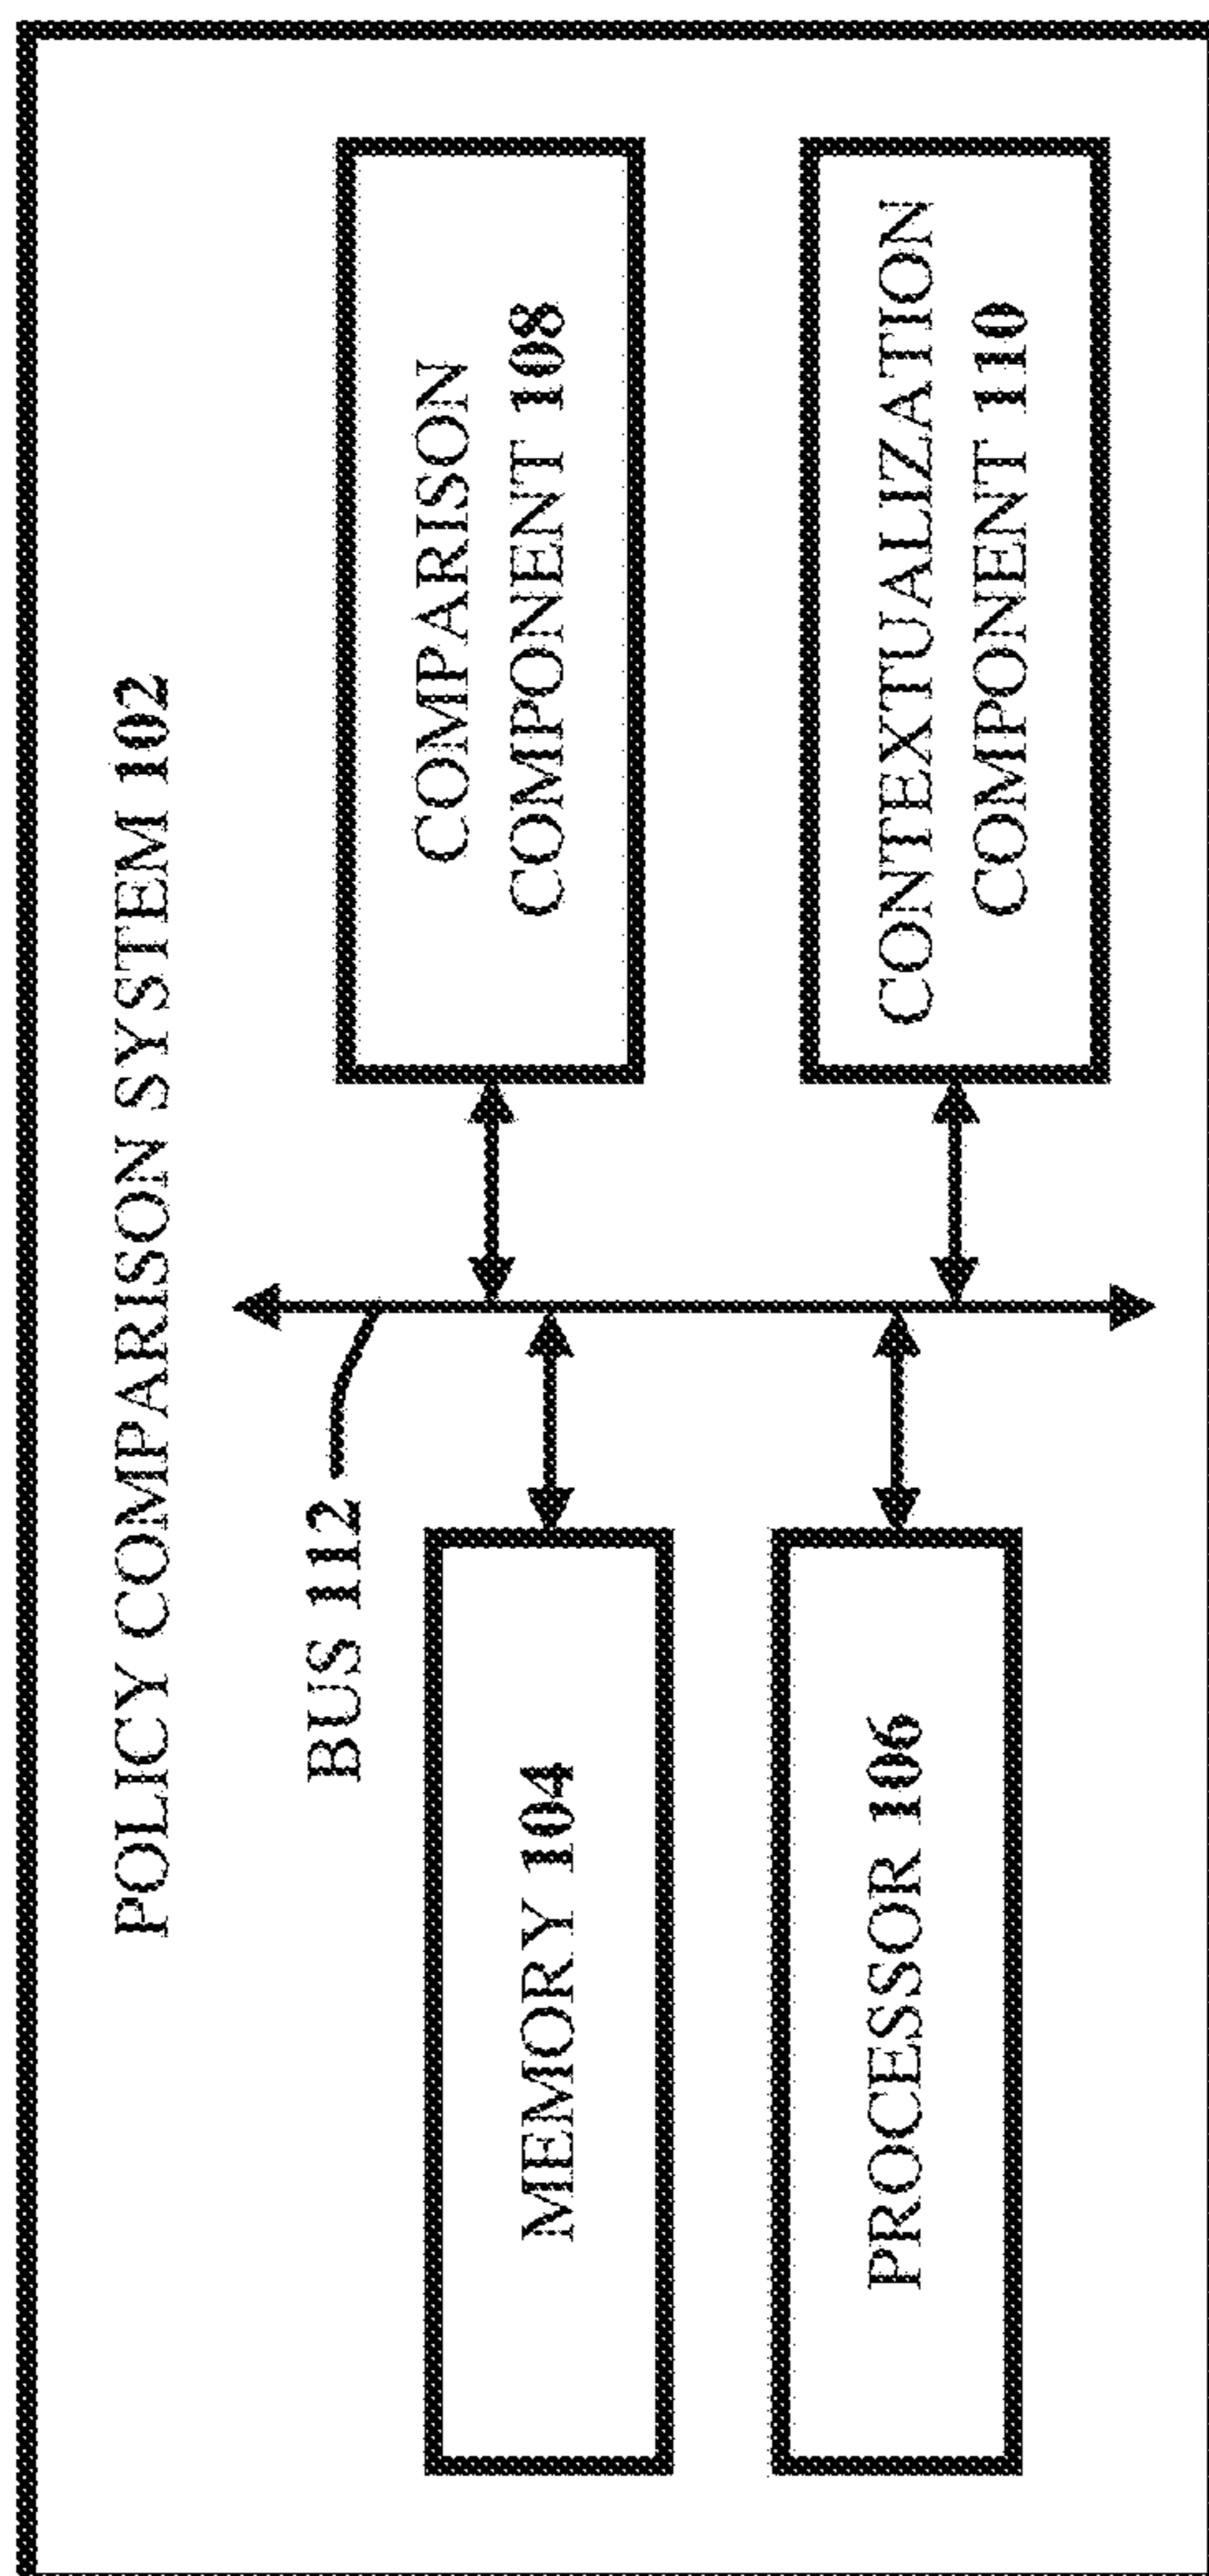 POLICY COMPARISON SYSTEM 102
BUS 112
MEMORY 104
PROCESSOR 106
COMPARISON
COMPONENT 108
CONTEXTUALIZATION
COMPONENT 110